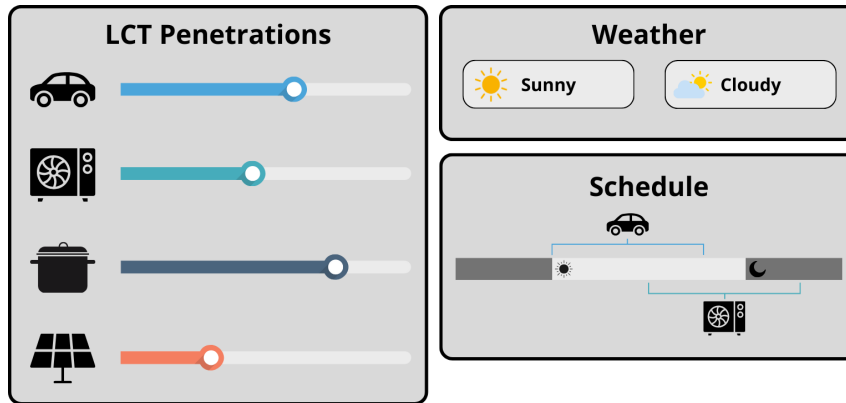 LCT Penetrations
Weather
Sunny
Cloudy
Schedule